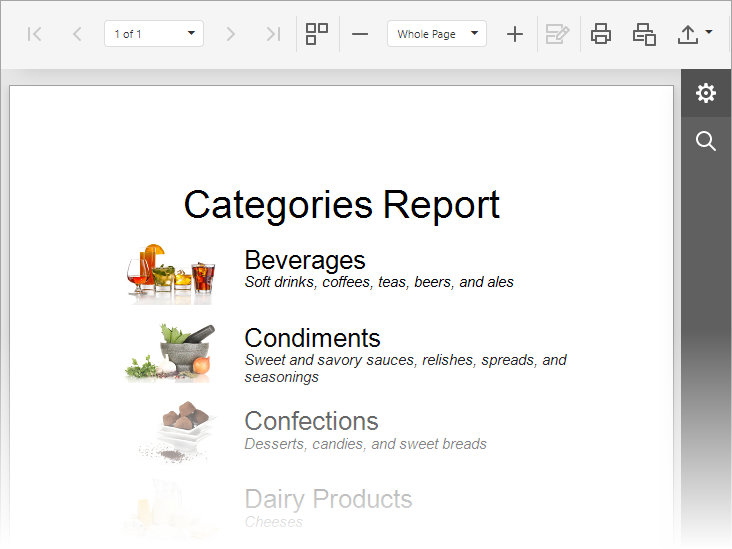 1 of 1
Whole Page
Categories Report
Beverages
Soft drinks, coffees, teas, beers, and ales
Condiments
Sweet and savory sauces, relishes, spreads, and
seasonings
Confections
Desserts, candies, and sweet breads
Dairy Products
Cheeses